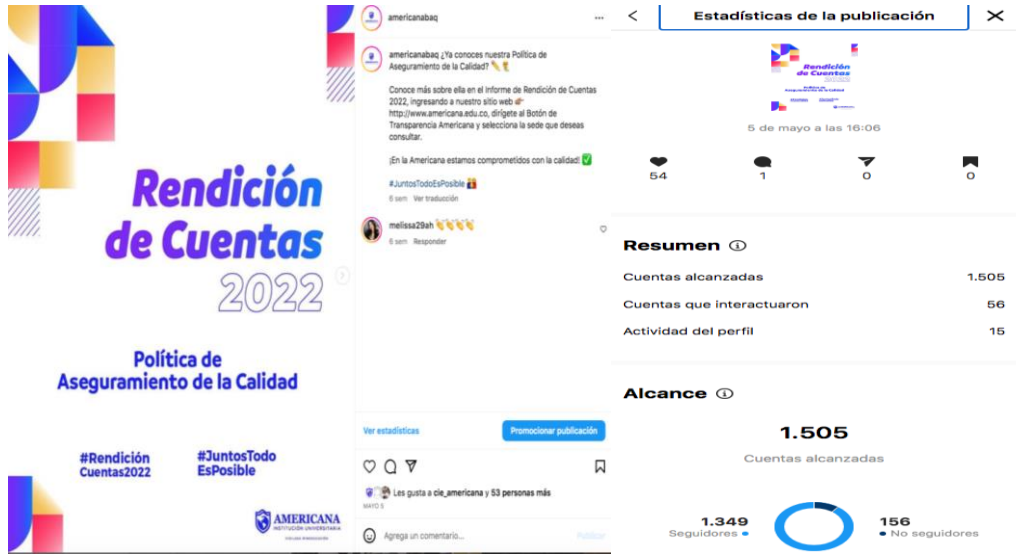 Rendición
de Cuentas
2022
Política de
Aseguramiento de la Calidad
#Rendición
Cuentas2022
#JuntosTodo
EsPosible
AMERICANA
INSTITUCIÓN UNIVERSITARIA
americanabaq
americanabaq ¿Ya conoces nuestra Política de
Aseguramiento de la Calidad?
Conoce más sobre ella en el Informe de Rendición de Cuentas
2022, ingresando a nuestro sitio web
http://www.americana.edu.co, dirígete al Botón de
Transparencia Americana y selecciona la sede que deseas
consultar.
¡En la Americana estamos comprometidos con la calidad! ✅
#JuntosTodoEsPosible
6 sem Ver traducción
melissa29ah 👏👏👏👏
6 sem Responder
Ver estadísticas
Promocionar publicación
Les gusta a cie_americana y 53 personas más
MAYO 5
Agrega un comentario...
Publicar
Estadísticas de la publicación
Rendición
de Cuentas
5 de mayo a las 16:06
54 1 0 0
Resumen
Cuentas alcanzadas 1.505
Cuentas que interactuaron 56
Actividad del perfil 15
Alcance
1.505
Cuentas alcanzadas
1.349
Seguidores
156
No seguidores